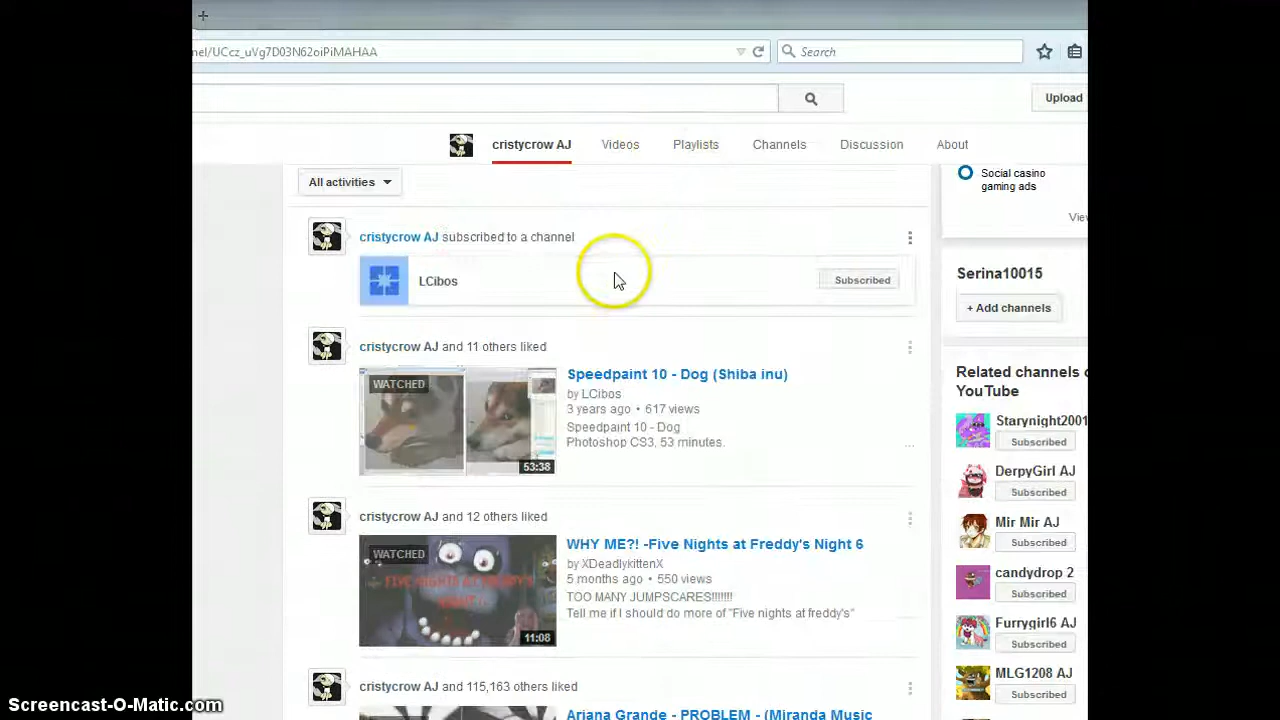 nel/UCcz_uVg7D03N62oiPiMAHAA
Search
Upload
cristycrow AJ
Videos
Playlists
Channels
Discussion
About
All activities
Social casino
gaming ads
View
cristycrow AJ subscribed to a channel
LCibos
Subscribed
Serina10015
+ Add channels
cristycrow AJ and 11 others liked
WATCHED
53:38
Speedpaint 10 - Dog (Shiba inu)
by LCibos
3 years ago • 617 views
Speedpaint 10 - Dog
Photoshop CS3, 53 minutes.
...
Related channels o
YouTube
Starynight2001
Subscribed
DerpyGirl AJ
Subscribed
Mir Mir AJ
Subscribed
candydrop 2
Subscribed
Furrygirl6 AJ
Subscribed
MLG1208 AJ
Subscribed
cristycrow AJ and 12 others liked
WATCHED
FIVE NIGHTS AT FREDDY'S
11:08
WHY ME?! -Five Nights at Freddy's Night 6
by XDeadlykittenX
5 months ago • 550 views
TOO MANY JUMPSCARES!!!!!!!
Tell me if I should do more of "Five nights at freddy's"
cristycrow AJ and 115,163 others liked
Ariana Grande - PROBLEM - (Miranda Music
Screencast-O-Matic.com